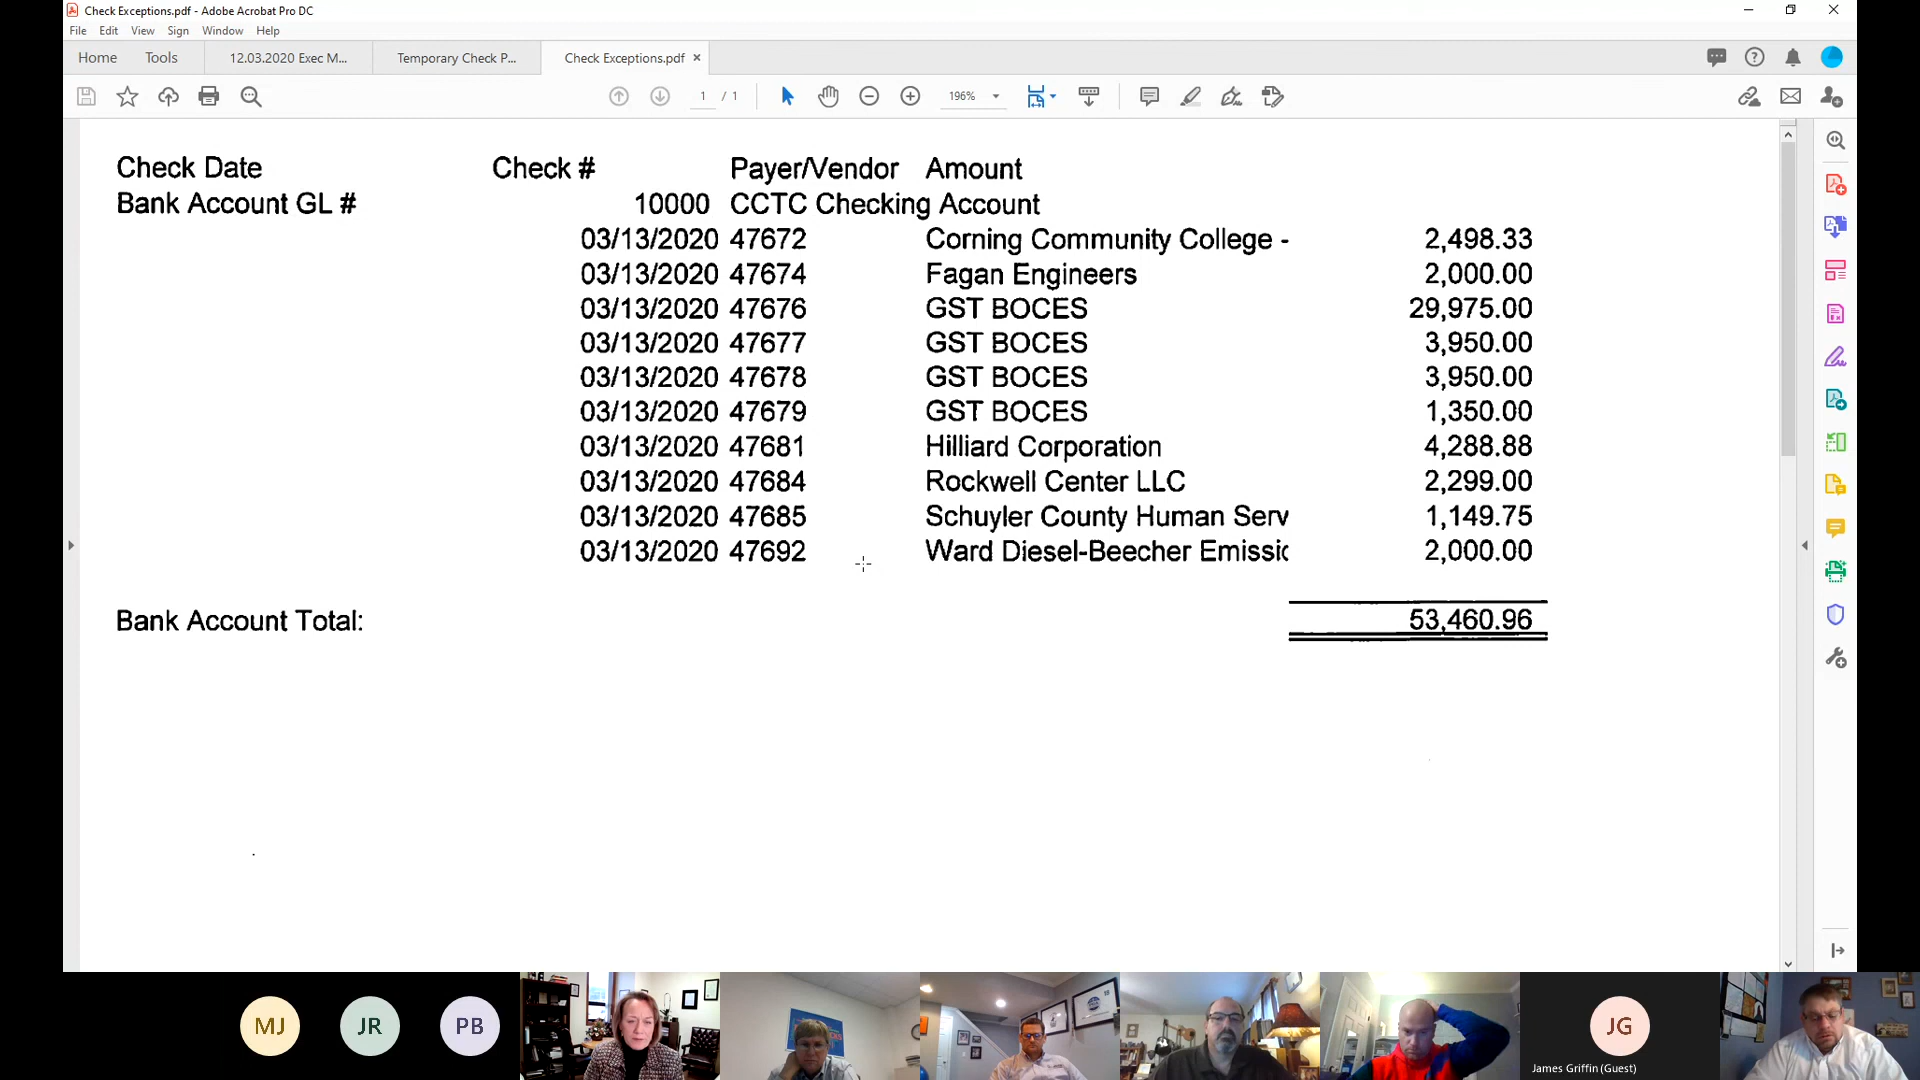 Check Exceptions.pdf - Adobe Acrobat Pro DC
File Edit View Sign Window Help
Home Tools 12.03.2020 Exec M... Temporary Check P... Check Exceptions.pdf ×
1 / 1 196%
Check Date Check # Payer/Vendor Amount
Bank Account GL # 10000 CCTC Checking Account
03/13/2020 47672 Corning Community College - 2,498.33
03/13/2020 47674 Fagan Engineers 2,000.00
03/13/2020 47676 GST BOCES 29,975.00
03/13/2020 47677 GST BOCES 3,950.00
03/13/2020 47678 GST BOCES 3,950.00
03/13/2020 47679 GST BOCES 1,350.00
03/13/2020 47681 Hilliard Corporation 4,288.88
03/13/2020 47684 Rockwell Center LLC 2,299.00
03/13/2020 47685 Schuyler County Human Serv 1,149.75
03/13/2020 47692 Ward Diesel-Beecher Emissic 2,000.00
Bank Account Total: 53,460.96
MJ JR PB JG
James Griffin (Guest)